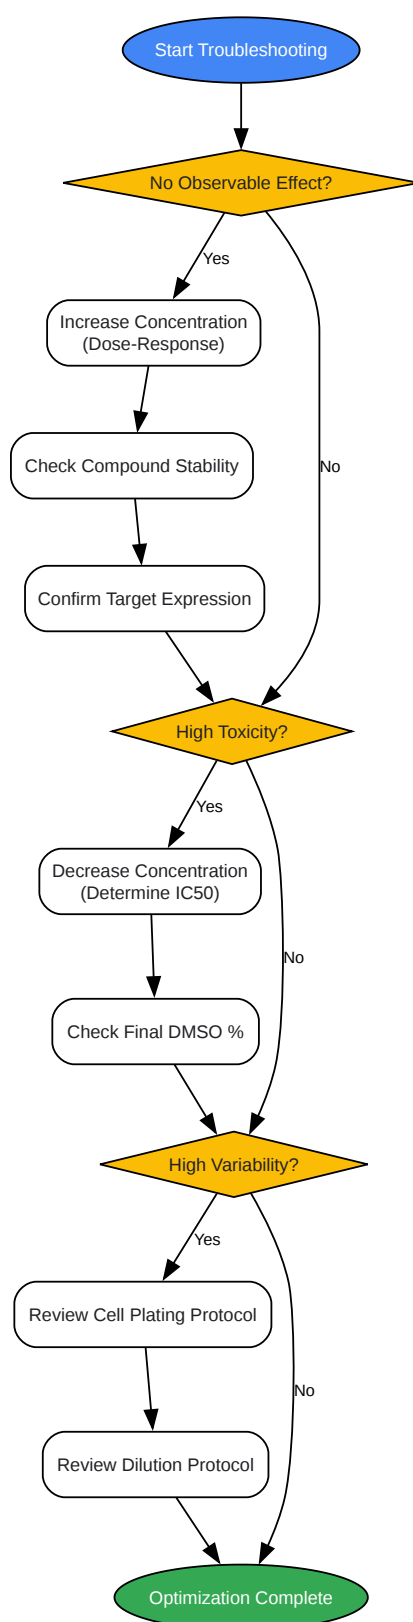 Start Troubleshooting
No Observable Effect?
Yes
Increase Concentration
(Dose-Response)
Check Compound Stability
No
Confirm Target Expression
High Toxicity?
Yes
Decrease Concentration
(Determine IC50)
No
Check Final DMSO %
High Variability?
Yes
Review Cell Plating Protocol
No
Review Dilution Protocol
Optimization Complete